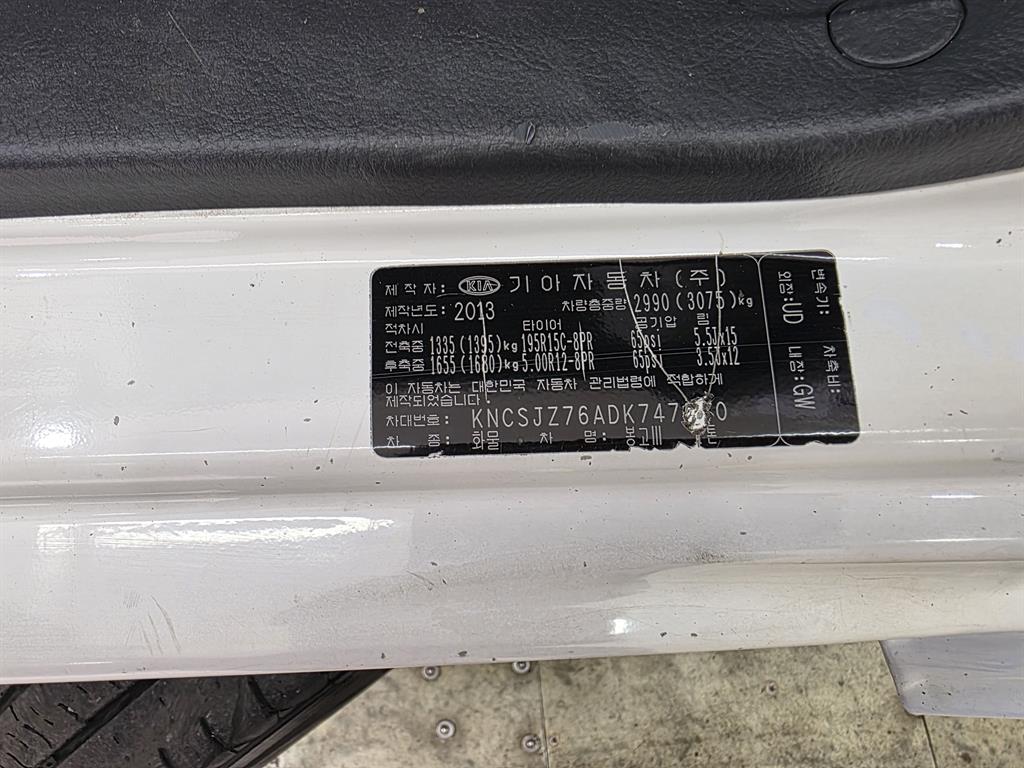 제 작 자: KIA 기아자동차(주)
제작년도: 2013 차량총중량 2990(3075)kg
적차시 타이어 공기압 림
전축중 1335(1395)kg 195R15C-8PR 65psi 5.5Jx15
후축중 1655(1680)kg 5.00R12-8PR 65psi 3.5Jx12
이 자동차는 대한민국 자동차 관리법령에 적합하게
제작되었습니다.
차대번호: KNCSJZ76ADK747
차 종: 화물 차 명: 봉고Ⅲ
변속기: 차축비:
외장: UD 내장: GW